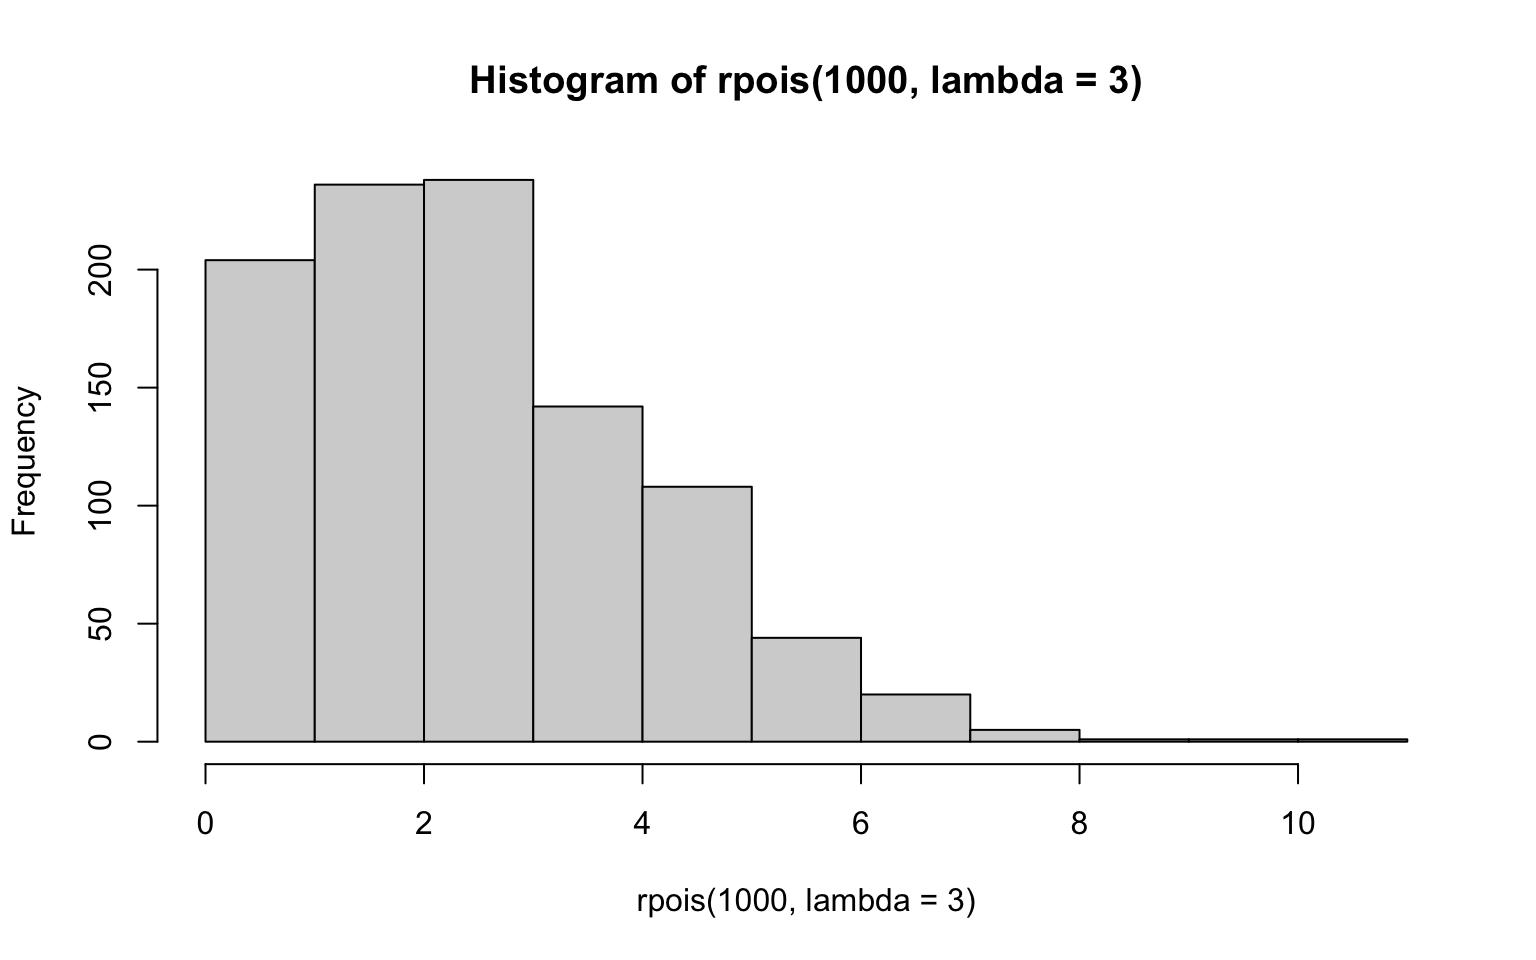 Histogram of rpois(1000, lambda = 3)
Frequency
200
150
100
50
0
0 2 4 6 8 10
rpois(1000, lambda = 3)